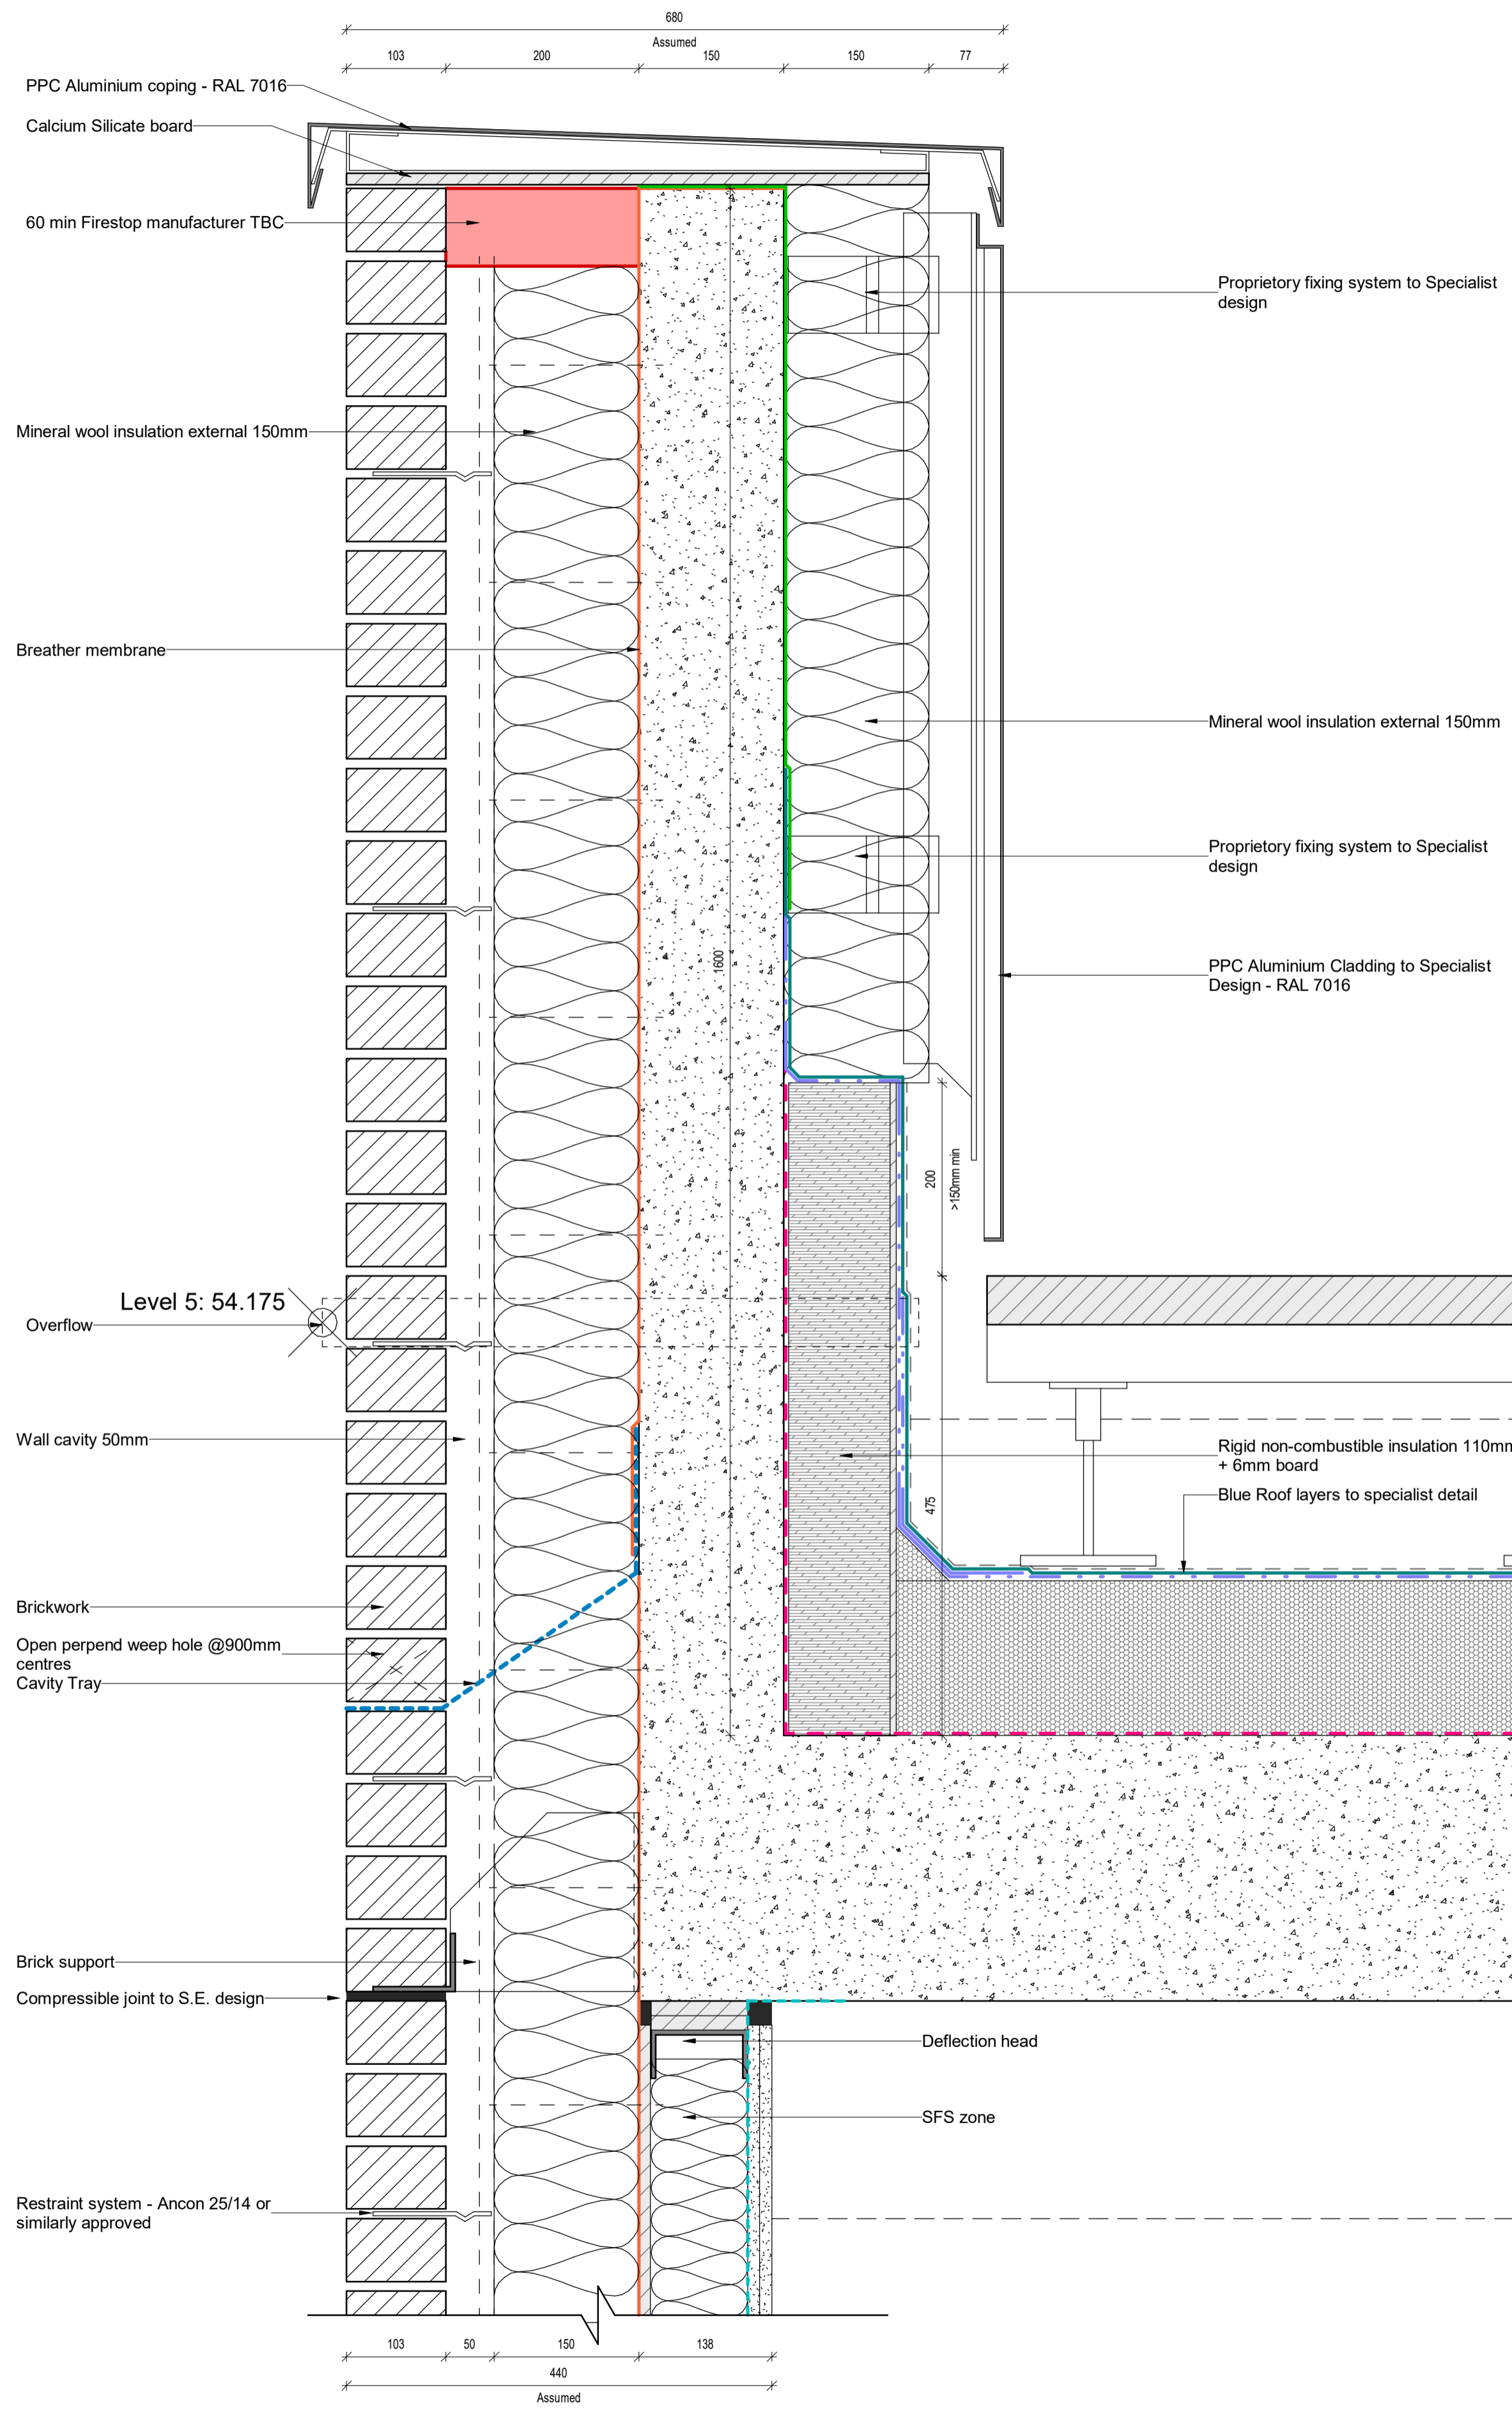 680
Assumed
103 200 150 150 77
PPC Aluminium coping - RAL 7016
Calcium Silicate board
60 min Firestop manufacturer TBC
Proprietory fixing system to Specialist
design
Mineral wool insulation external 150mm
Breather membrane
Mineral wool insulation external 150mm
Proprietory fixing system to Specialist
design
1600
PPC Aluminium Cladding to Specialist
Design - RAL 7016
200
>150mm min
Level 5: 54.175
Overflow
Wall cavity 50mm
Rigid non-combustible insulation 110mm
+ 6mm board
475
Blue Roof layers to specialist detail
Brickwork
Open perpend weep hole @900mm
centres
Cavity Tray
Brick support
Compressible joint to S.E. design
Deflection head
SFS zone
Restraint system - Ancon 25/14 or
similarly approved
103 50 150 138
440
Assumed